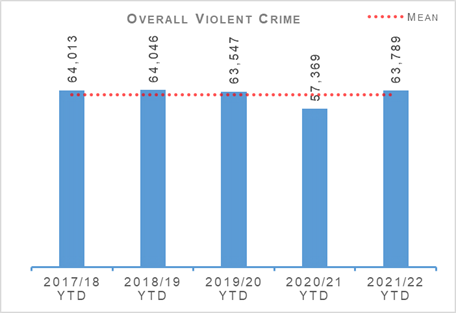 OVERALL VIOLENT CRIME
MEAN
64,013
64,046
63,547
57,369
63,789
2017/18 2018/19 2019/20 2020/21 2021/22
YTD YTD YTD YTD YTD